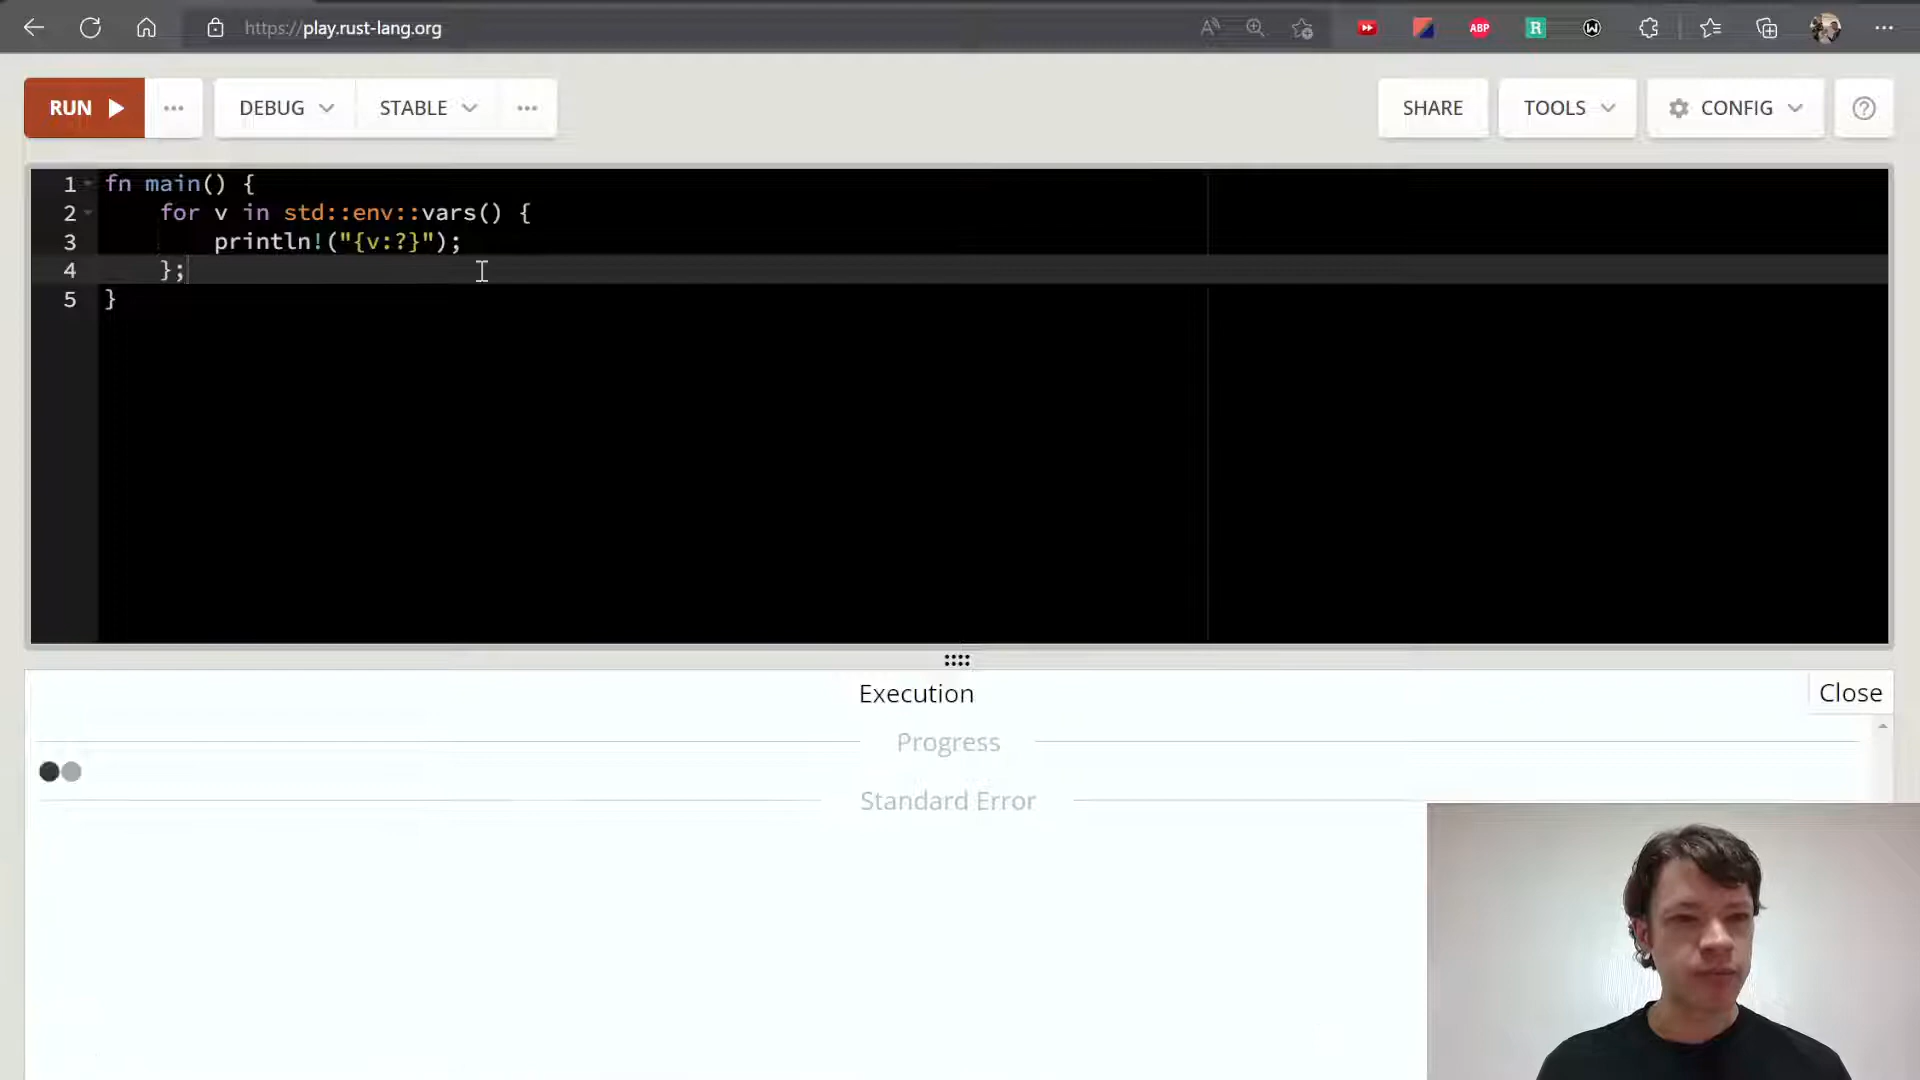 https://play.rust-lang.org
RUN
DEBUG
STABLE
SHARE
TOOLS
CONFIG
1 fn main() {
2     for v in std::env::vars() {
3         println!("{v:?}");
4     };
5 }
Execution
Close
Progress
Standard Error